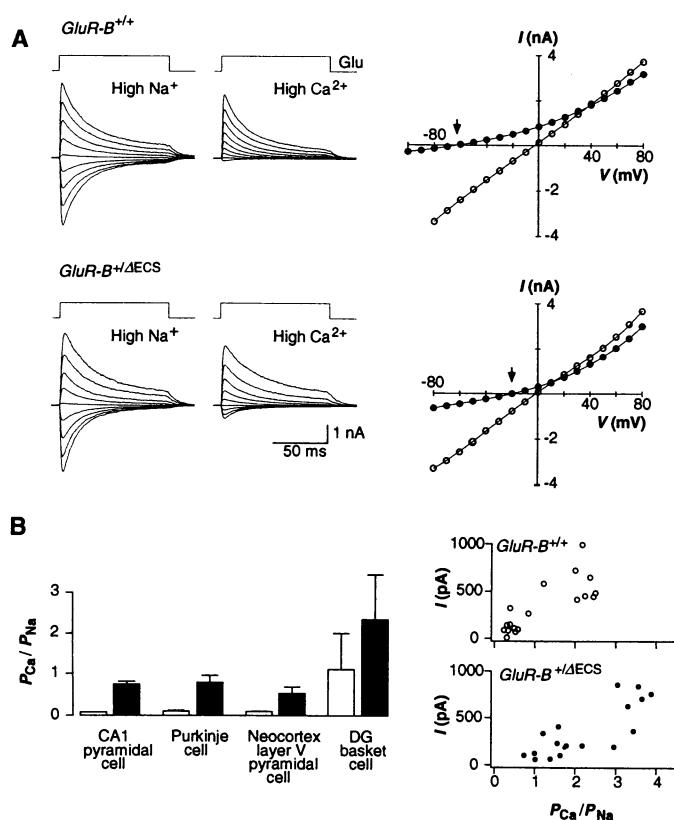 A
GluR-B+/+
Glu
High Na+
High Ca2+
I (nA)
4
-80
40
80
V (mV)
-2
-4
GluR-B+/ΔECS
High Na+
High Ca2+
1 nA
50 ms
I (nA)
4
-80
40
80
V (mV)
-2
-4
B
PCa / PNa
3
2
1
0
CA1
pyramidal
cell
Purkinje
cell
Neocortex
layer V
pyramidal
cell
DG
basket
cell
I (pA)
1000
500
0
GluR-B+/+
I (pA)
1000
500
0
GluR-B+/ΔECS
0 1 2 3 4
PCa/PNa